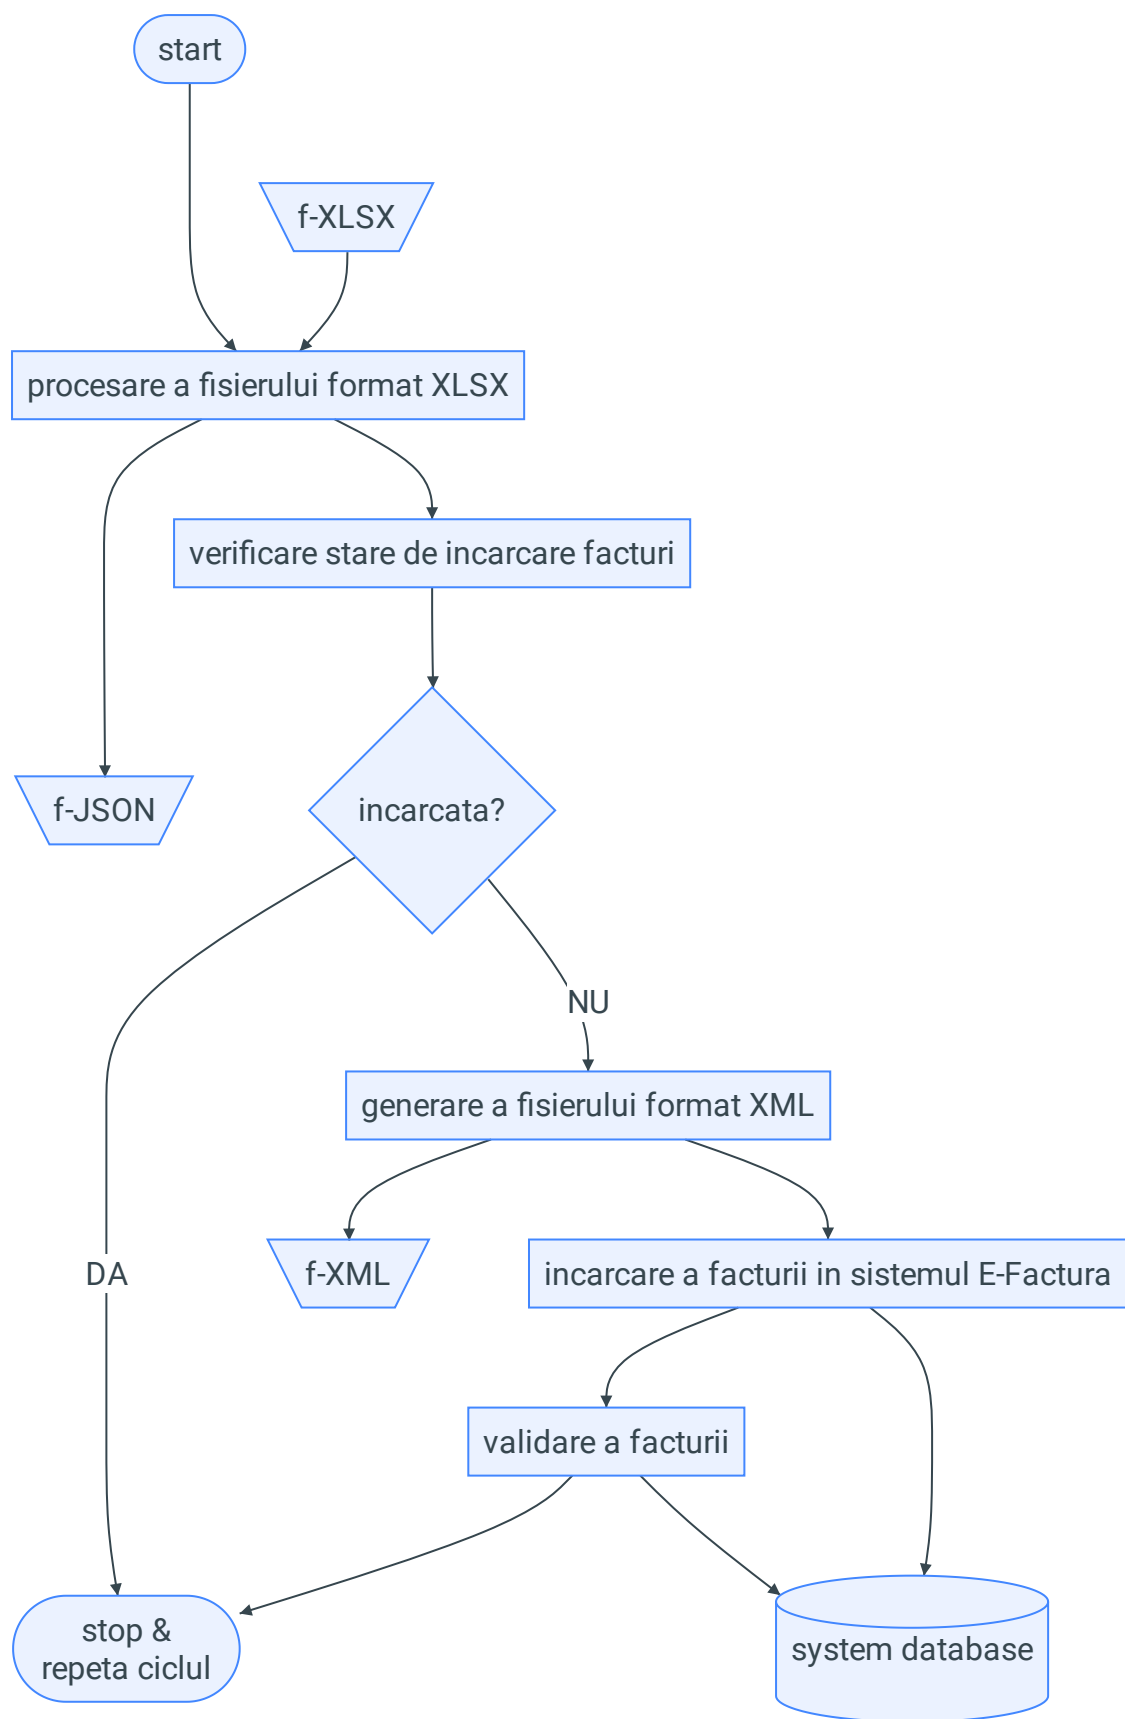 start
f-XLSX
procesare a fisierului format XLSX
verificare stare de incarcare facturi
f-JSON
incarcata?
NU
generare a fisierului format XML
DA
f-XML
incarcare a facturii in sistemul E-Factura
validare a facturii
stop &
repeta ciclul
system database